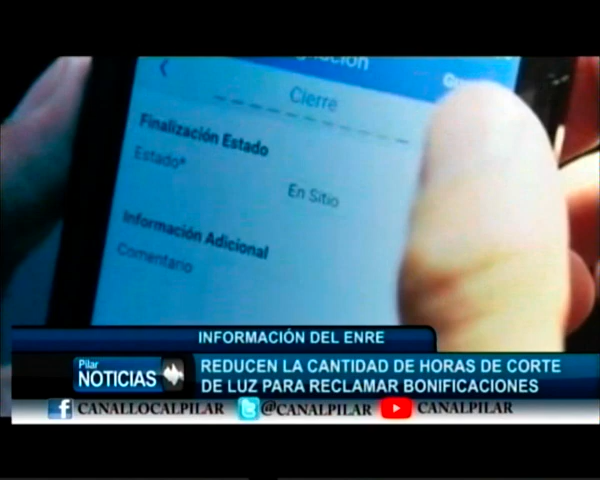 Cierre
Finalización Estado
Estado*
En Sitio
Información Adicional
Comentario
INFORMACIÓN DEL ENRE
Pilar
NOTICIAS
REDUCEN LA CANTIDAD DE HORAS DE CORTE
DE LUZ PARA RECLAMAR BONIFICACIONES
CANALLOCALPILAR
@CANALPILAR
CANALLOCALPILAR